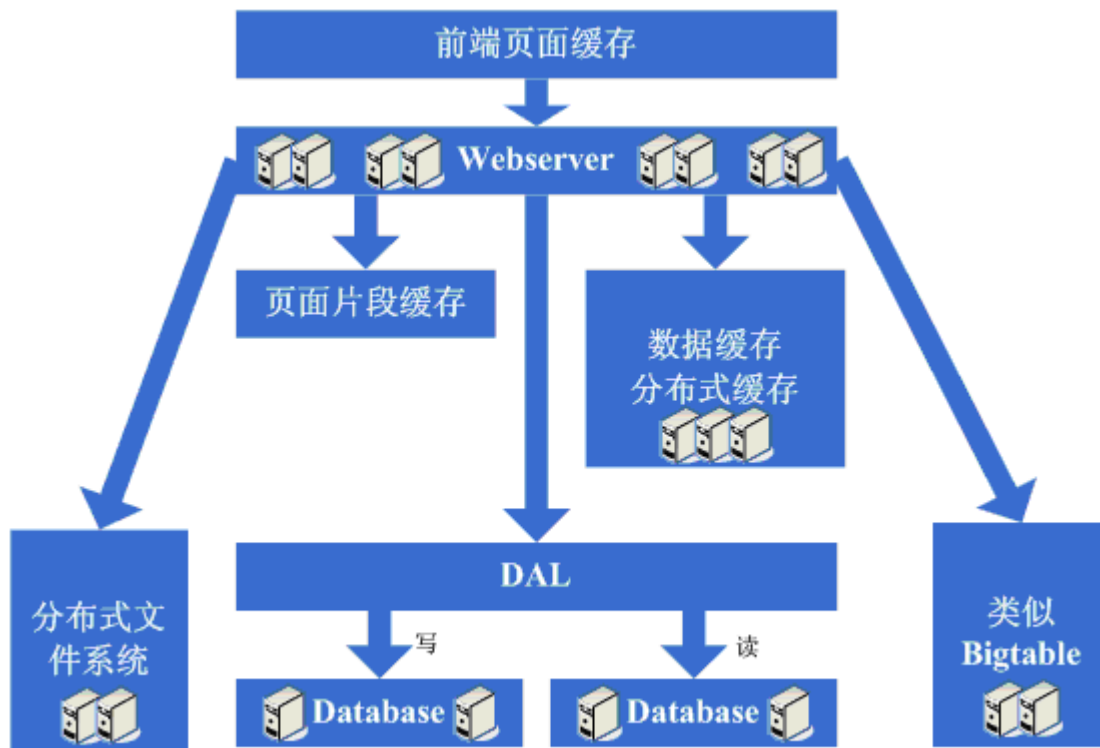 前端页面缓存
Webserver
页面片段缓存
数据缓存
分布式缓存
DAL
写
读
分布式文
件系统
Database
Database
类似
Bigtable